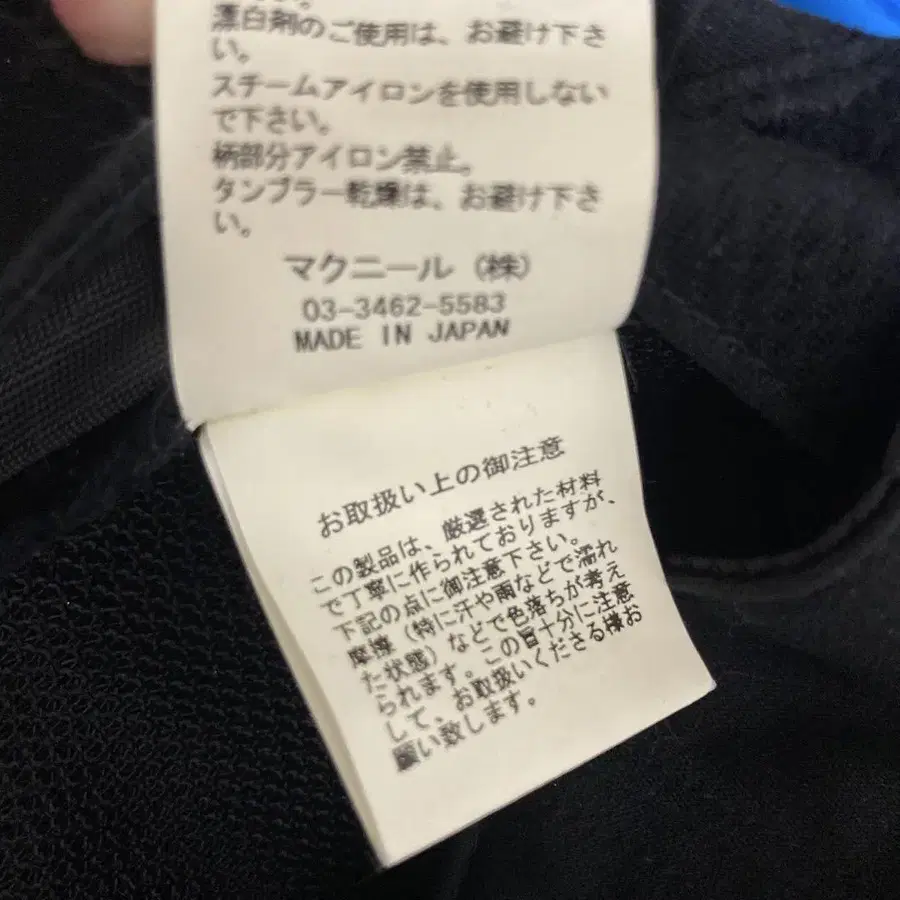 漂白剤のご使用は、お避け下さ
い。
スチームアイロンを使用しない
で下さい。
柄部分アイロン禁止。
タンブラー乾燥は、お避け下さ
い。
マクニール（株）
03-3462-5583
MADE IN JAPAN
お取扱い上の御注意
この製品は、厳選された材料
で丁寧に作られておりますが、
下記の点に御注意下さい。
摩擦（特に汗や雨などで濡れ
た状態）などで色落ちが考え
られます。この旨十分に注意
して、お取扱いくださる様お
願い致します。